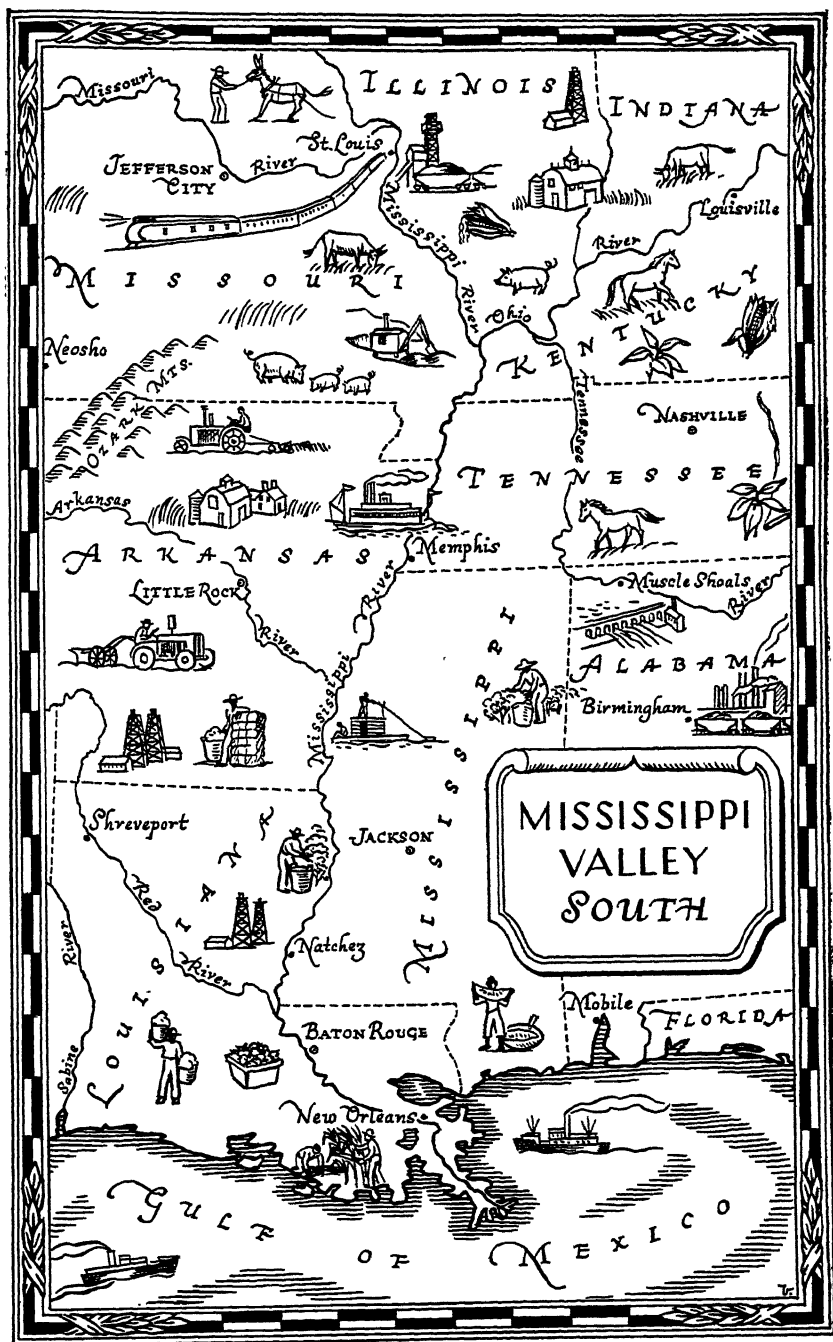 Missouri
ILLINOIS
INDIANA
St. Louis
JEFFERSON
CITY
River
Mississippi
Louisville
River
MISSOURI
River
Ohio
KENTUCKY
Neosho
OZARK MTS.
Tennessee
NASHVILLE
TENNESSEE
Arkansas
ARKANSAS
Memphis
River
LITTLE ROCK
Muscle Shoals
River
River
ALABAMA
Mississippi
Birmingham
MISSISSIPPI
MISSISSIPPI
VALLEY
SOUTH
Shreveport
JACKSON
Red
LOUISIANA
River
Natchez
River
Mobile
FLORIDA
BATON ROUGE
Sabine
New Orleans
GULF
OF
MEXICO